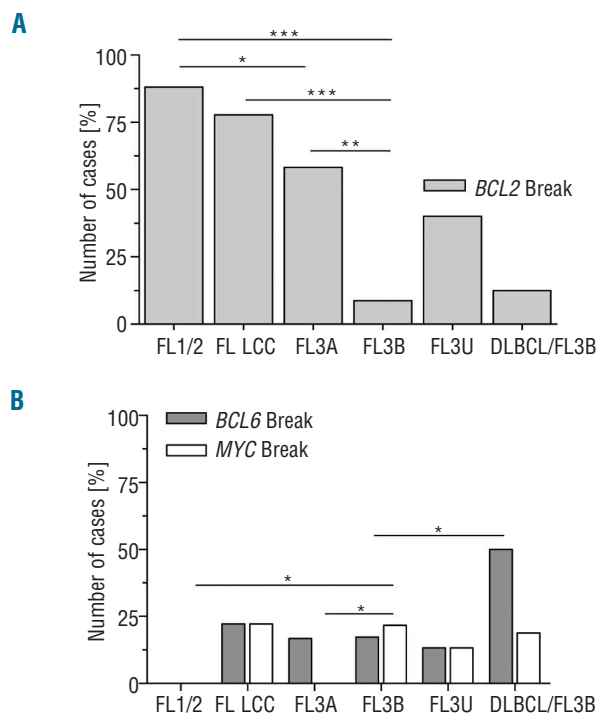 A
***
*
***
**
100
75
50
25
0
Number of cases [%]
BCL2 Break
FL1/2 FL LCC FL3A FL3B FL3U DLBCL/FL3B
B
BCL6 Break
MYC Break
*
*
*
100
75
50
25
0
Number of cases [%]
FL1/2 FL LCC FL3A FL3B FL3U DLBCL/FL3B